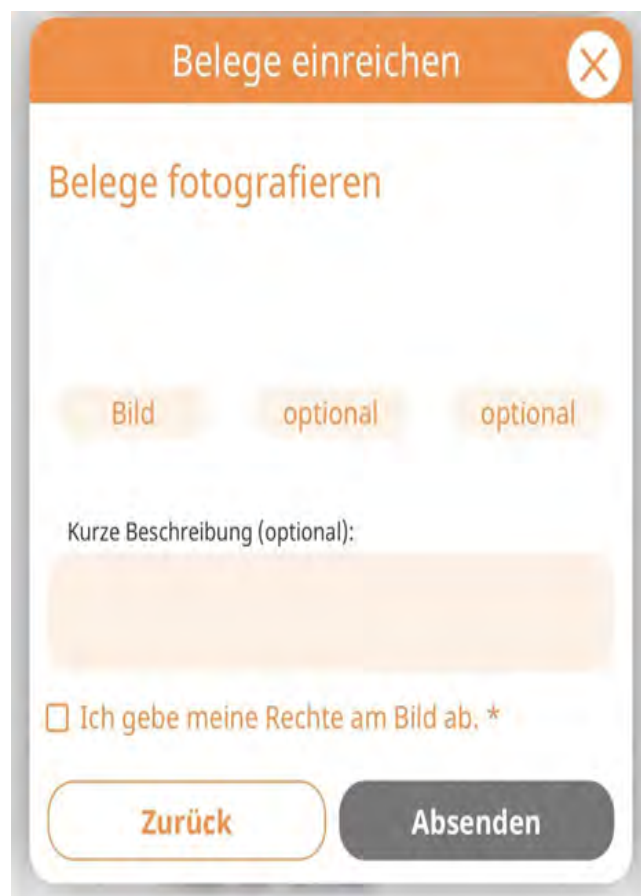 Belege einreichen
Belege fotografieren
Bild optional optional
Kurze Beschreibung (optional):
Ich gebe meine Rechte am Bild ab. *
Zurück Absenden